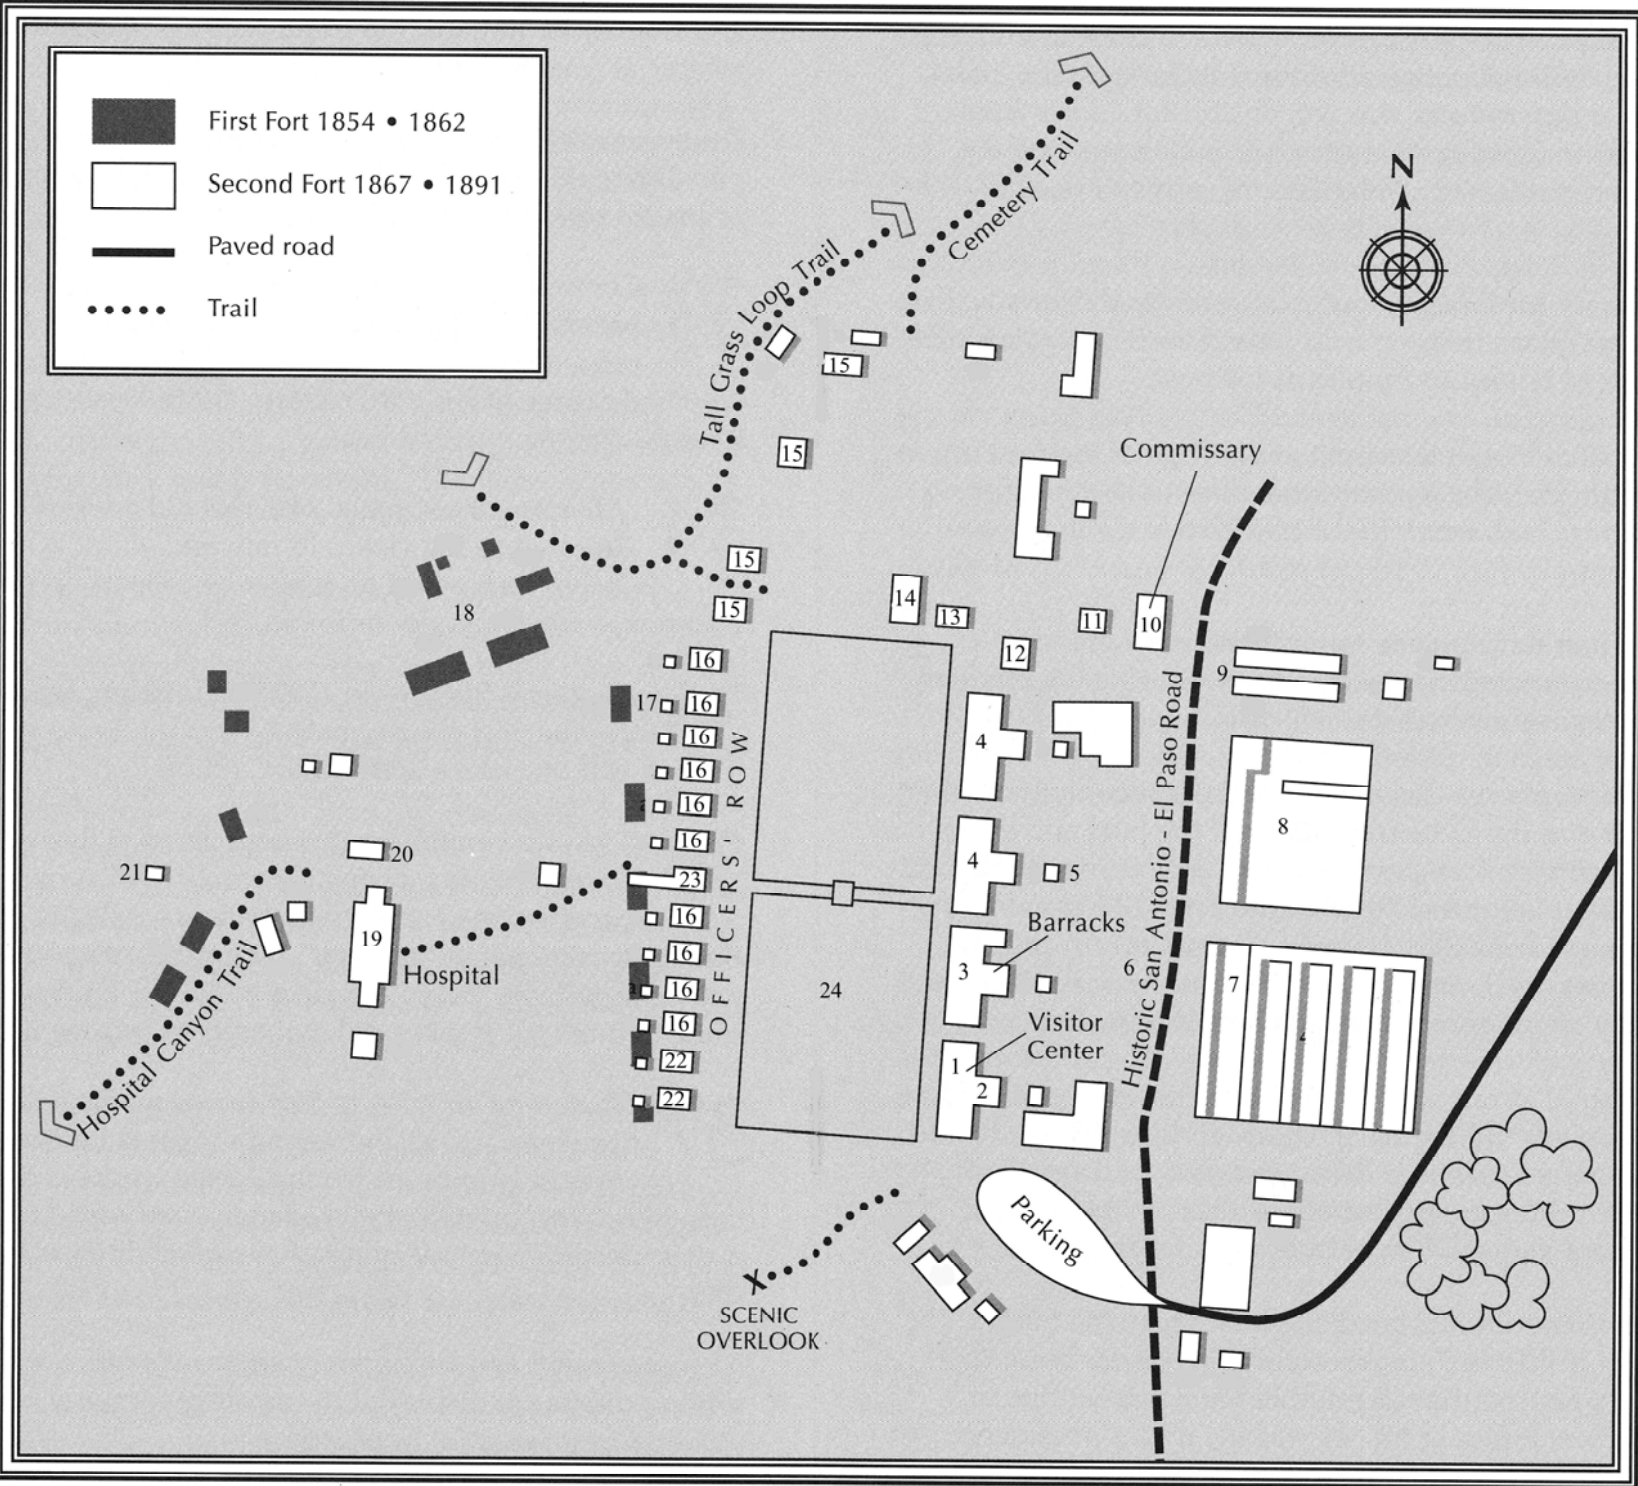 First Fort 1854 • 1862
Second Fort 1867 • 1891
Paved road
Trail
N
Cemetery Trail
Tall Grass Loop Trail
15
15
15
15
Commissary
14
13
12
11
10
9
18
16
17
16
16
16
16
16
23
16
16
16
16
22
22
OFFICERS' ROW
4
4
5
Barracks
3
6
Visitor
Center
1
2
Historic San Antonio - El Paso Road
8
7
24
21
20
19
Hospital
Hospital Canyon Trail
Parking
X
SCENIC
OVERLOOK